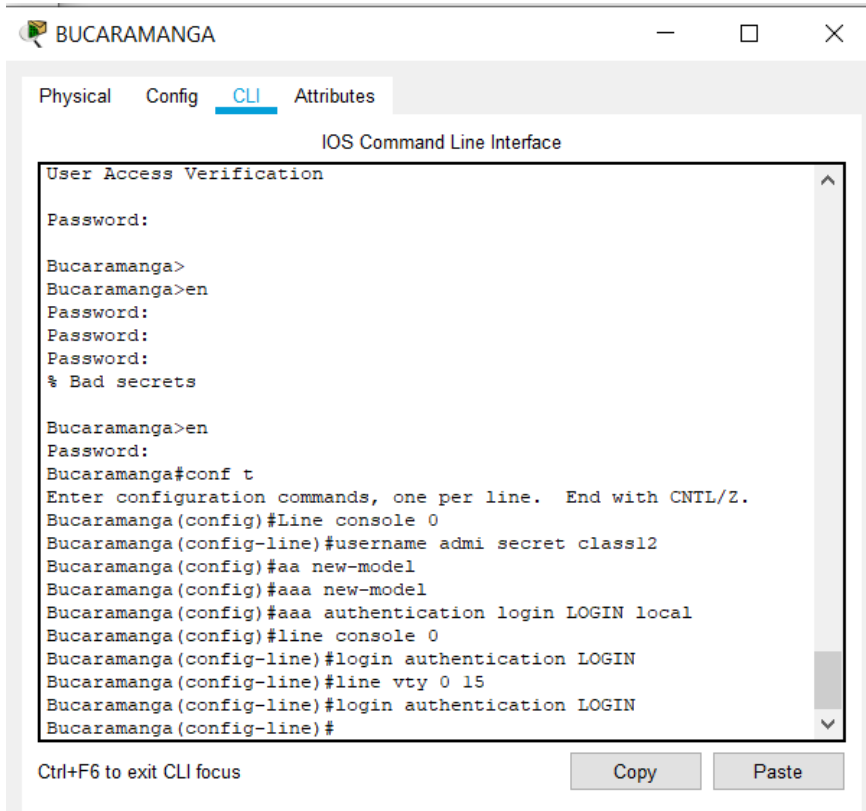 BUCARAMANGA
Physical Config CLI Attributes
IOS Command Line Interface
User Access Verification
Password:
Bucaramanga>
Bucaramanga>en
Password:
Password:
Password:
% Bad secrets
Bucaramanga>en
Password:
Bucaramanga#conf t
Enter configuration commands, one per line. End with CNTL/Z.
Bucaramanga(config)#Line console 0
Bucaramanga(config-line)#username admi secret class12
Bucaramanga(config)#aa new-model
Bucaramanga(config)#aaa new-model
Bucaramanga(config)#aaa authentication login LOGIN local
Bucaramanga(config)#line console 0
Bucaramanga(config-line)#login authentication LOGIN
Bucaramanga(config-line)#line vty 0 15
Bucaramanga(config-line)#login authentication LOGIN
Bucaramanga(config-line)#
Ctrl+F6 to exit CLI focus Copy Paste